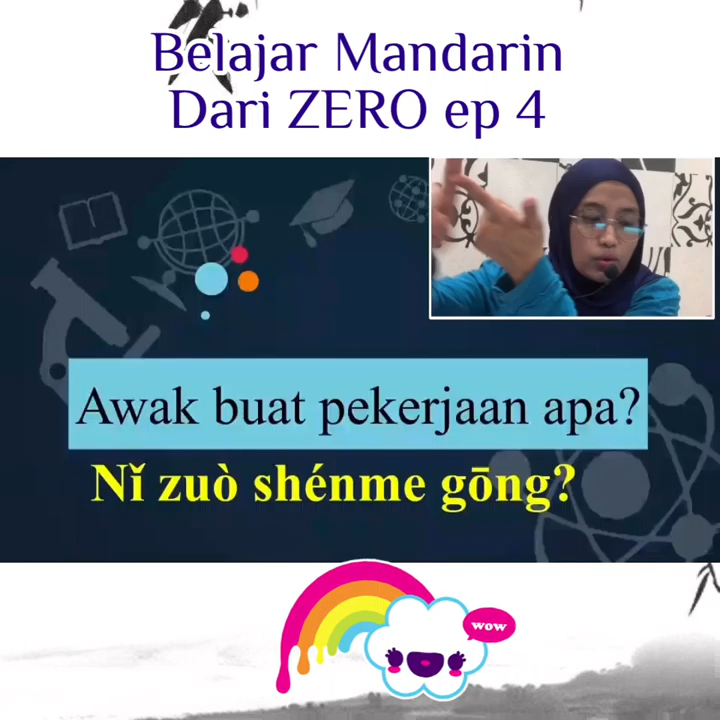 Belajar Mandarin
Dari ZERO ep 4
Awak buat pekerjaan apa?
Nǐ zuò shénme gōng?
wow